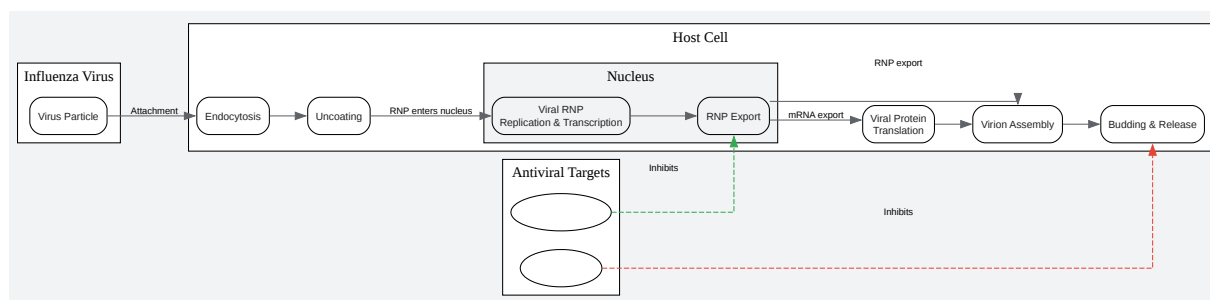 Host Cell
RNP export
Influenza Virus
Nucleus
Virus Particle
Attachment
Endocytosis
Uncoating
RNP enters nucleus
Viral RNP
Replication & Transcription
RNP Export
mRNA export
Viral Protein
Translation
Virion Assembly
Budding & Release
Antiviral Targets
Inhibits
Inhibits